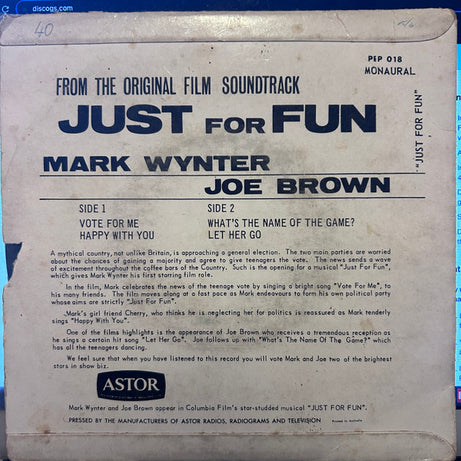 discogs.com
40
PEP 018
MONAURAL
FROM THE ORIGINAL FILM SOUNDTRACK
JUST FOR FUN
"JUST FOR FUN"
MARK WYNTER
JOE BROWN
SIDE 1
VOTE FOR ME
HAPPY WITH YOU
SIDE 2
WHAT'S THE NAME OF THE GAME?
LET HER GO
A mythical country, not unlike Britain, is approaching a general election. The two main parties are worried
about the chances of gaining a majority and agree to give teenagers the vote. The news sends a wave
of excitement throughout the coffee bars of the Country. Such is the opening for a musical "Just For Fun",
which gives Mark Wynter his first starring film role.
In the film, Mark celebrates the news of the teenage vote by singing a bright song "Vote For Me", to
his many friends. The film moves along at a fast pace as Mark endeavours to form his own political party
whose aims are strictly "Just For Fun".
Mark's girl friend Cherry, who thinks he is neglecting her for politics is reassured as Mark tenderly
sings "Happy With You".
One of the films highlights is the appearance of Joe Brown who receives a tremendous reception as
he sings a certain hit song "Let Her Go". Joe follows up with "What's The Name Of The Game?" which
has all the teenagers dancing.
We feel sure that when you have listened to this record you will vote Mark and Joe two of the brightest
stars in show biz.
ASTOR
Mark Wynter and Joe Brown appear in Columbia Film's star-studded musical "JUST FOR FUN".
PRESSED BY THE MANUFACTURERS OF ASTOR RADIOS, RADIOGRAMS AND TELEVISION
Printed in Australia